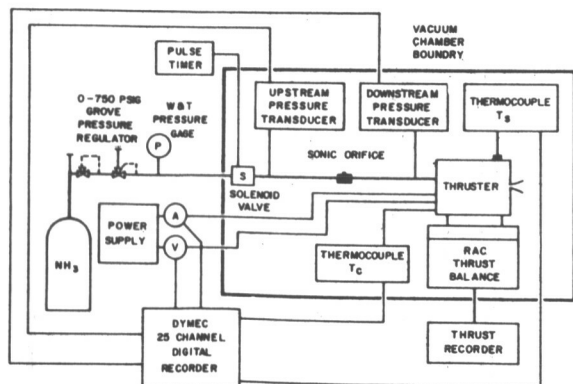 VACUUM
CHAMBER
BOUNDRY
PULSE
TIMER
0-750 PSIG
GROVE
PRESSURE
REGULATOR
W&T
PRESSURE
GAGE
P
UPSTREAM
PRESSURE
TRANSDUCER
DOWNSTREAM
PRESSURE
TRANSDUCER
THERMOCOUPLE
TS
SONIC ORIFICE
S
SOLENOID
VALVE
THRUSTER
NH3
POWER
SUPPLY
A
V
THERMOCOUPLE
TC
RAC
THRUST
BALANCE
DYMEC
25 CHANNEL
DIGITAL
RECORDER
THRUST
RECORDER